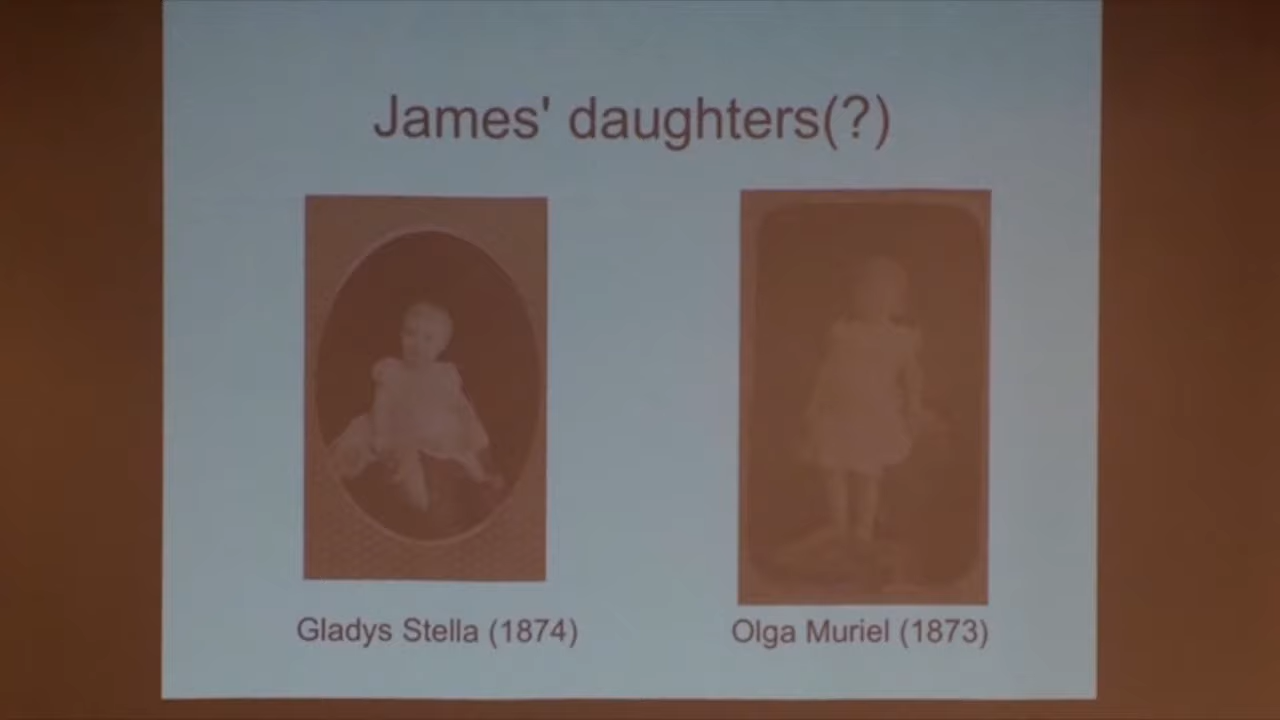 James' daughters(?)
Gladys Stella (1874)
Olga Muriel (1873)